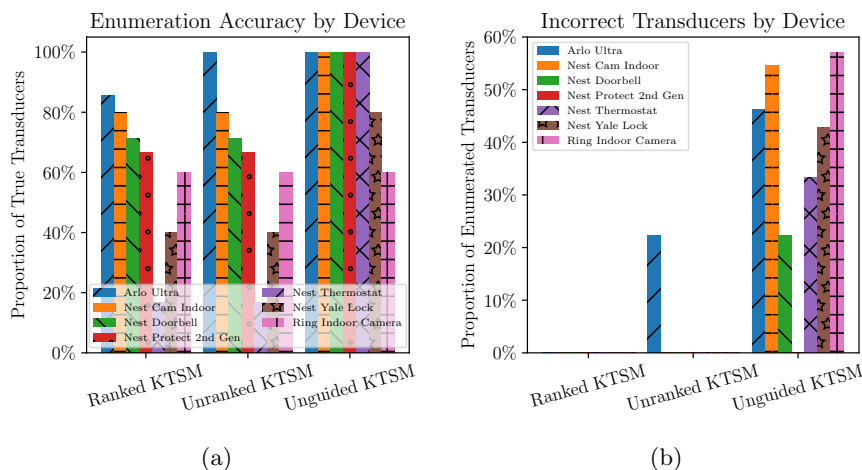 Enumeration Accuracy by Device
Proportion of True Transducers
100%
80%
60%
40%
20%
0%
Arlo Ultra
Nest Cam Indoor
Nest Doorbell
Nest Protect 2nd Gen
Nest Thermostat
Nest Yale Lock
Ring Indoor Camera
Ranked KTSM
Unranked KTSM
Unguided KTSM
(a)
Incorrect Transducers by Device
Proportion of Enumerated Transducers
60%
50%
40%
30%
20%
10%
0%
Arlo Ultra
Nest Cam Indoor
Nest Doorbell
Nest Protect 2nd Gen
Nest Thermostat
Nest Yale Lock
Ring Indoor Camera
Ranked KTSM
Unranked KTSM
Unguided KTSM
(b)